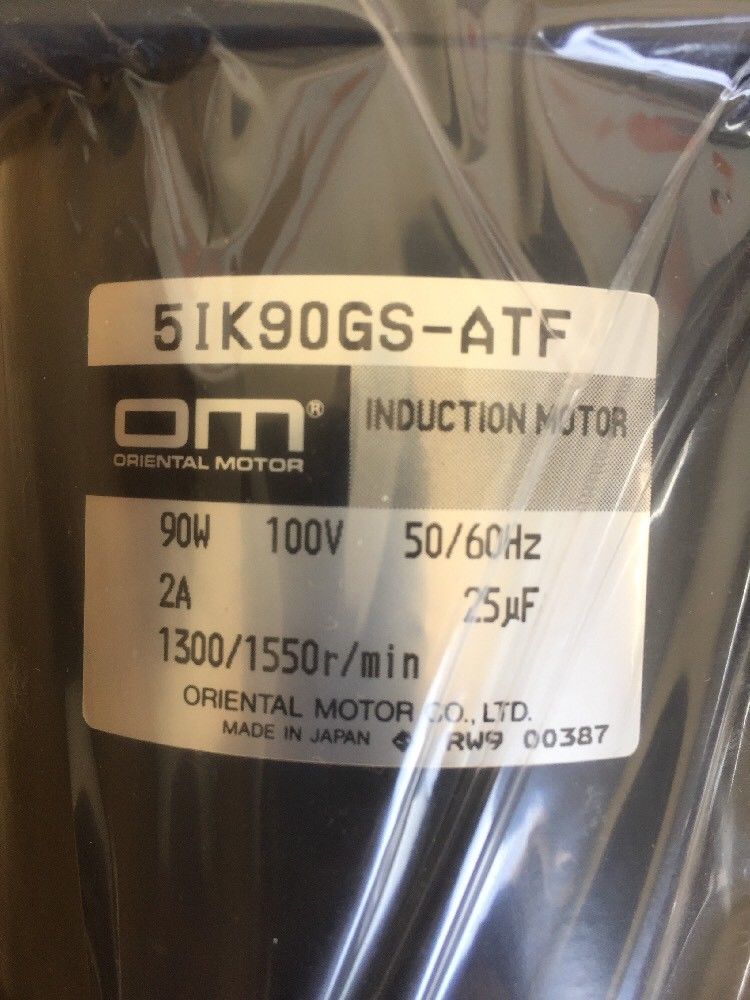 5IK90GS-ATF
OM®
ORIENTAL MOTOR
INDUCTION MOTOR
90W 100V 50/60Hz
2A 25μF
1300/1550r/min
ORIENTAL MOTOR CO., LTD.
MADE IN JAPAN RW9 00387